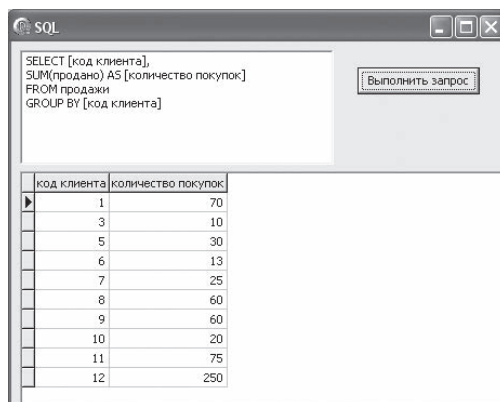 SQL
SELECT [код клиента],
SUM(продано) AS [количество покупок]
FROM продажи
GROUP BY [код клиента]
Выполнить запрос
код клиента количество покупок
1 70
3 10
5 30
6 13
7 25
8 60
9 60
10 20
11 75
12 250